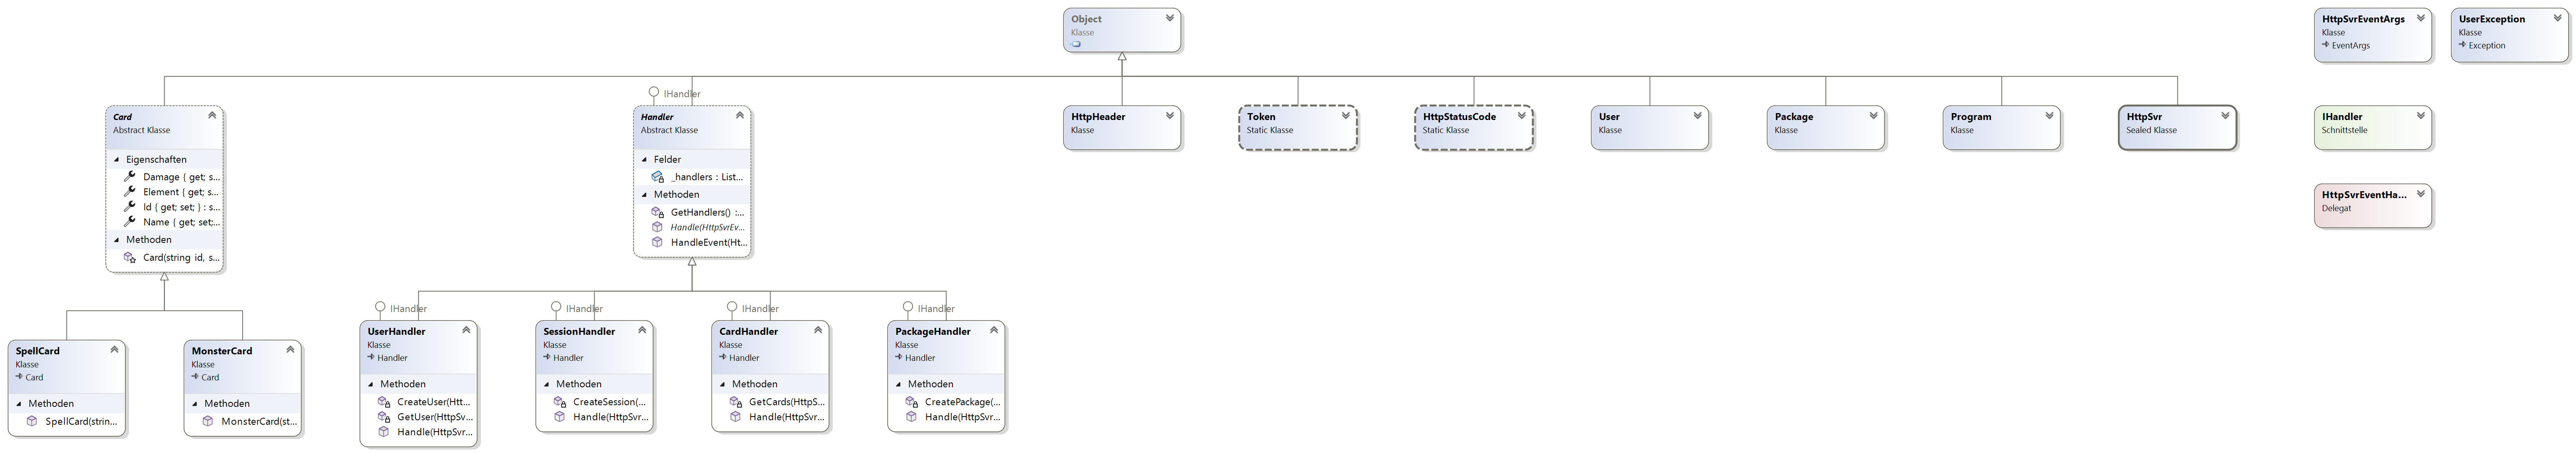 Object
Klasse
HttpSvrEventArgs
Klasse
EventArgs
UserException
Klasse
Exception
Card
Abstract Klasse
Eigenschaften
Damage { get; s...
Element { get; s...
Id { get; set; } : s...
Name { get; set;...
Methoden
Card(string id, s...
IHandler
Handler
Abstract Klasse
Felder
_handlers : List...
Methoden
GetHandlers() :...
Handle(HttpSvrEv...
HandleEvent(Ht...
HttpHeader
Klasse
Token
Static Klasse
HttpStatusCode
Static Klasse
User
Klasse
Package
Klasse
Program
Klasse
HttpSvr
Sealed Klasse
IHandler
Schnittstelle
HttpSvrEventHa...
Delegat
SpellCard
Klasse
Card
Methoden
SpellCard(strin...
MonsterCard
Klasse
Card
Methoden
MonsterCard(st...
IHandler
UserHandler
Klasse
Handler
Methoden
CreateUser(Htt...
GetUser(HttpSv...
Handle(HttpSvr...
IHandler
SessionHandler
Klasse
Handler
Methoden
CreateSession(...
Handle(HttpSvr...
IHandler
CardHandler
Klasse
Handler
Methoden
GetCards(HttpS...
Handle(HttpSvr...
IHandler
PackageHandler
Klasse
Handler
Methoden
CreatePackage(...
Handle(HttpSvr...